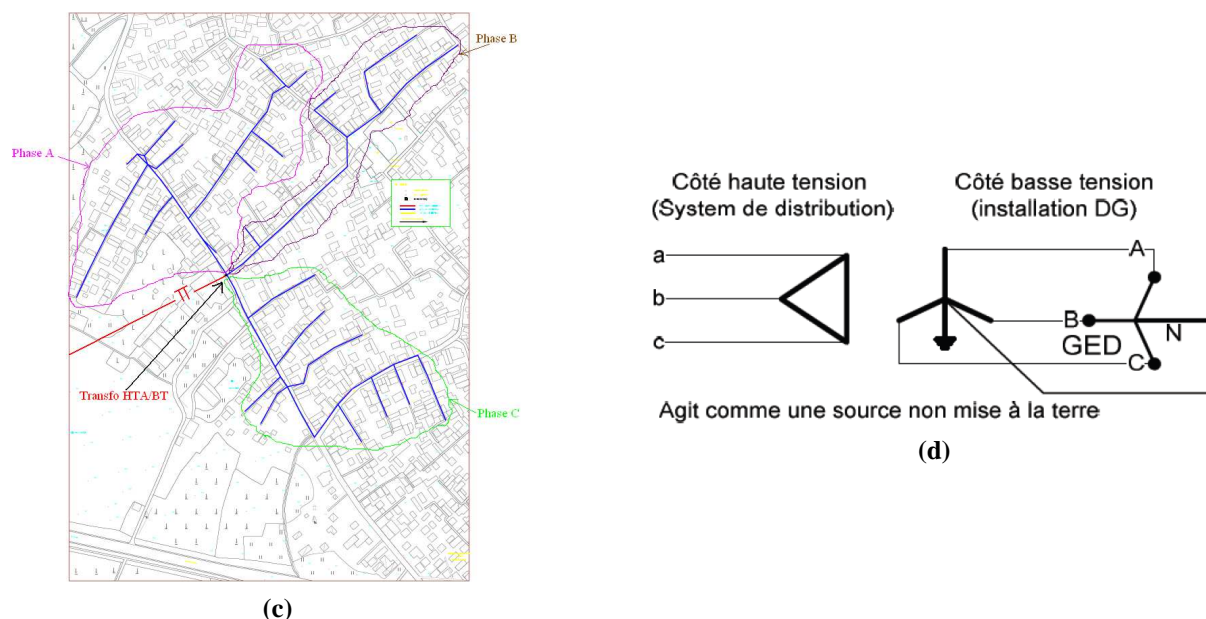 Phase B
Phase A
Transfo HTA/BT
Phase C
(c)
Côté haute tension
(System de distribution)
Côté basse tension
(installation DG)
a
b
c
A
B
GED
N
C
Agit comme une source non mise à la terre
(d)